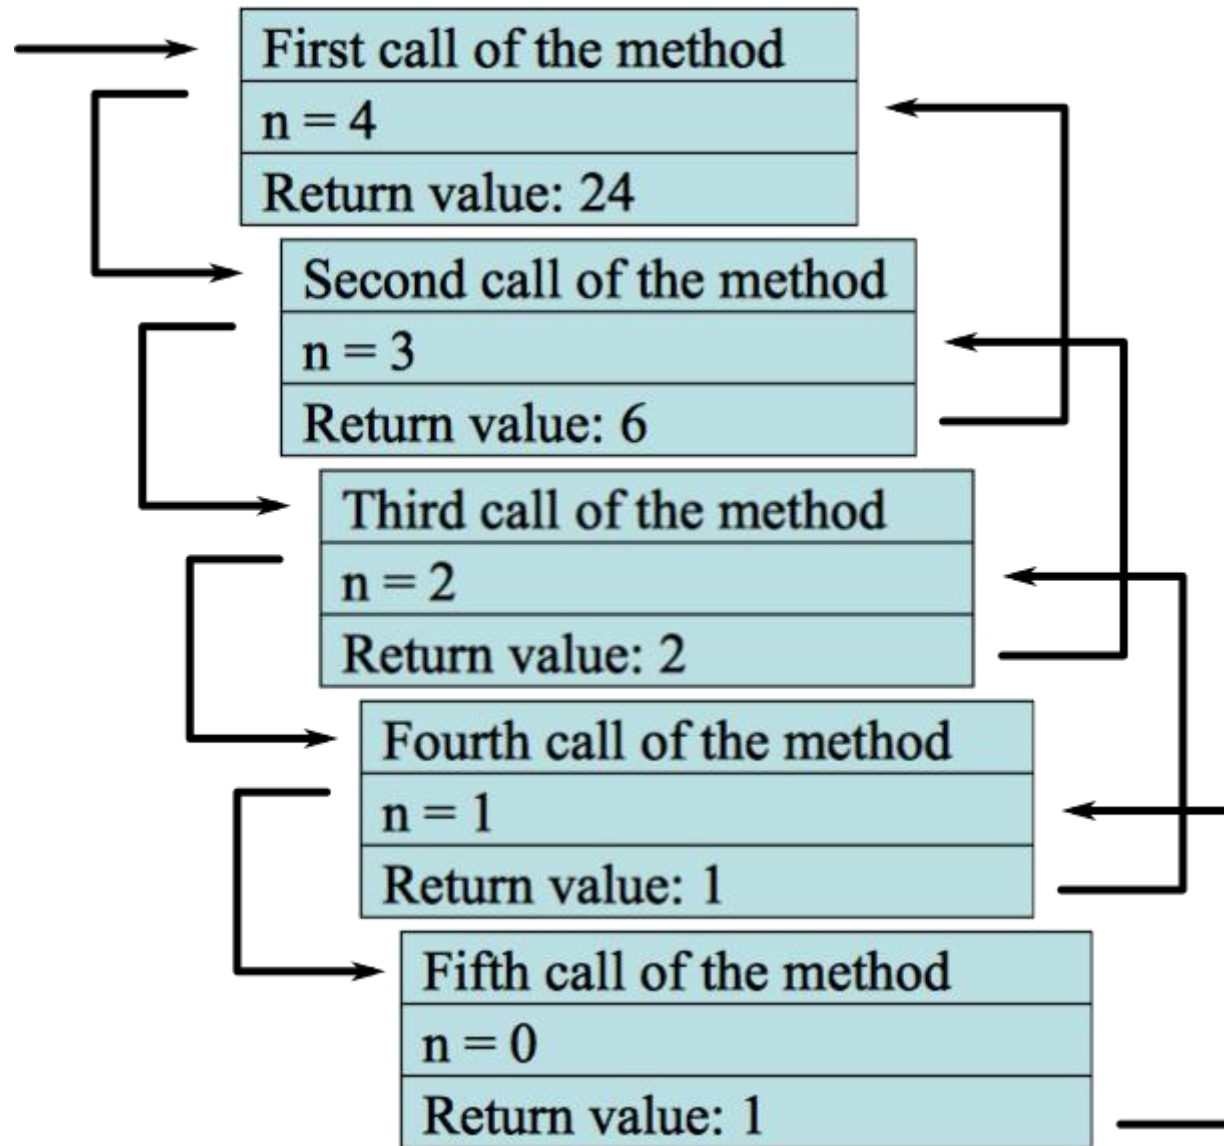 First call of the method
n = 4
Return value: 24
Second call of the method
n = 3
Return value: 6
Third call of the method
n = 2
Return value: 2
Fourth call of the method
n = 1
Return value: 1
Fifth call of the method
n = 0
Return value: 1